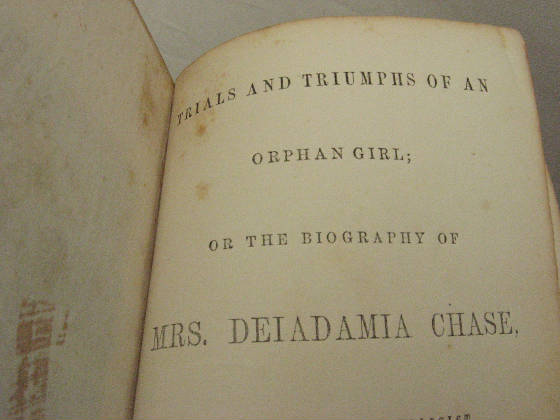 TRIALS AND TRIUMPHS OF AN
ORPHAN GIRL;
OR THE BIOGRAPHY OF
MRS. DEIADAMIA CHASE,